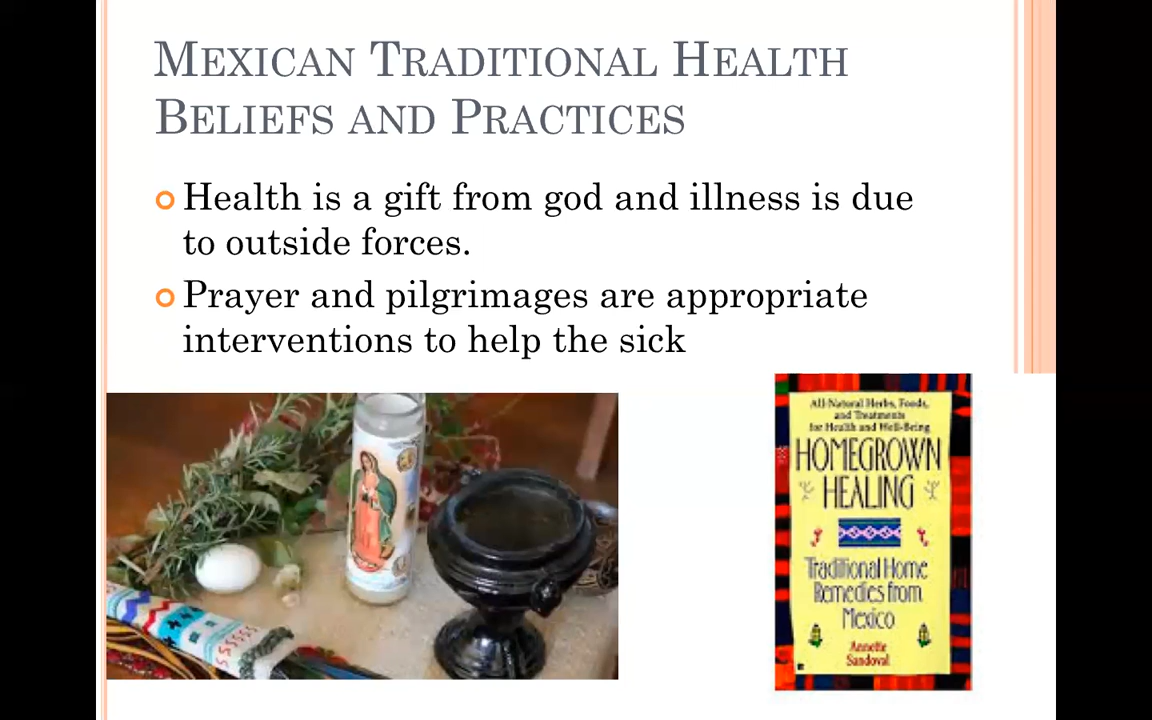 MEXICAN TRADITIONAL HEALTH
BELIEFS AND PRACTICES
Health is a gift from god and illness is due
to outside forces.
Prayer and pilgrimages are appropriate
interventions to help the sick
All-Natural Herbs, Foods,
and Treatments
for Health and Well-Being
HOMEGROWN
HEALING
Traditional Home
Remedies from
Mexico
Annette
Sandoval